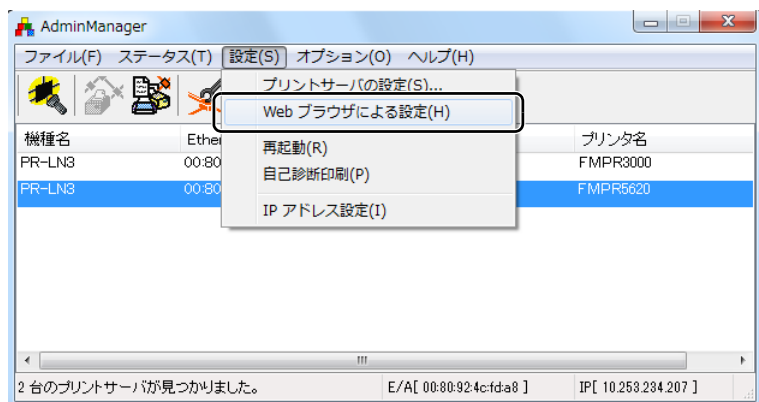 AdminManager
ファイル(F) ステータス(T) 設定(S) オプション(O) ヘルプ(H)
プリントサーバの設定(S)...
Web ブラウザによる設定(H)
再起動(R)
自己診断印刷(P)
IP アドレス設定(I)
機種名 Ether プリンタ名
PR-LN3 00:80 FMPR3000
PR-LN3 00:80 FMPR5620
2 台のプリントサーバが見つかりました。 E/A[ 00:80:92:4c:fd:a8 ] IP[ 10.253.234.207 ]